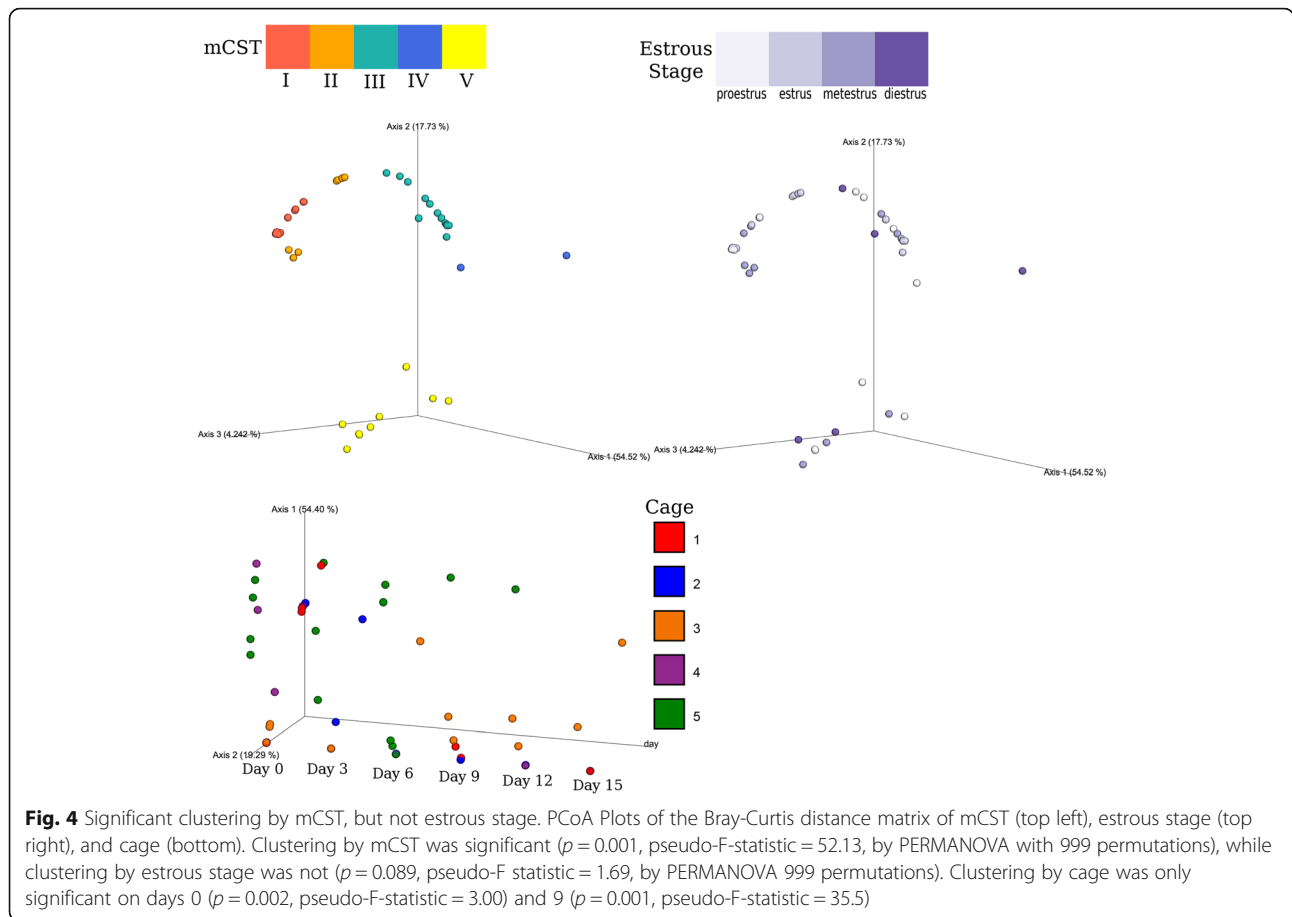 mCST
I II III IV V
Estrous
Stage
proestrus estrus metestrus diestrus
Axis 2 (17.73 %)
Axis 3 (4.242 %)
Axis 1 (54.52 %)
Axis 2 (17.73 %)
Axis 3 (4.242 %)
Axis 1 (54.52 %)
Axis 1 (54.40 %)
Axis 2 (19.29 %)
day
Day 0 Day 3 Day 6 Day 9 Day 12 Day 15
Cage
1
2
3
4
5
Fig. 4 Significant clustering by mCST, but not estrous stage. PCoA Plots of the Bray-Curtis distance matrix of mCST (top left), estrous stage (top
right), and cage (bottom). Clustering by mCST was significant (p = 0.001, pseudo-F-statistic = 52.13, by PERMANOVA with 999 permutations), while
clustering by estrous stage was not (p = 0.089, pseudo-F statistic = 1.69, by PERMANOVA 999 permutations). Clustering by cage was only
significant on days 0 (p = 0.002, pseudo-F-statistic = 3.00) and 9 (p = 0.001, pseudo-F-statistic = 35.5)